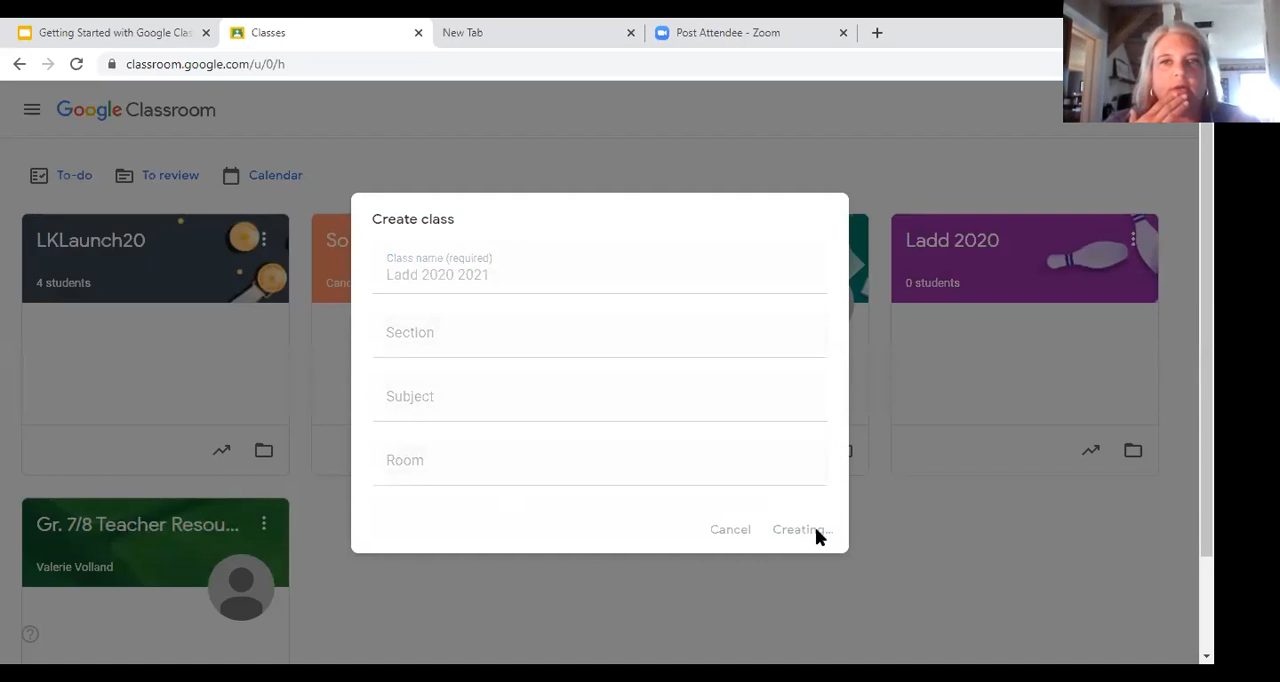 Getting Started with Google Clas
Classes
New Tab
Post Attendee - Zoom
classroom.google.com/u/0/h
Google Classroom
To-do
To review
Calendar
LKLaunch20
4 students
So
Ladd 2020
0 students
Create class
Class name (required)
Ladd 2020 2021
Section
Subject
Room
Cancel
Creating...
Gr. 7/8 Teacher Resou...
Valerie Volland